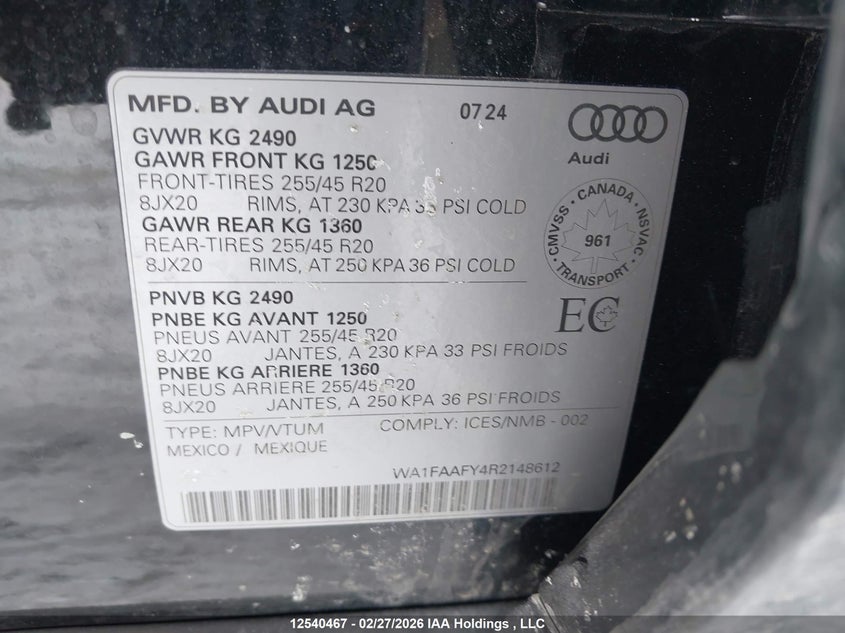 MFD. BY AUDI AG 0724
Audi
GVWR KG 2490
GAWR FRONT KG 1250
FRONT-TIRES 255/45 R20
8JX20 RIMS, AT 230 KPA 33 PSI COLD
GAWR REAR KG 1360
REAR-TIRES 255/45 R20
8JX20 RIMS, AT 250 KPA 36 PSI COLD
CMVSS - CANADA - NSVAC
961
- TRANSPORT -
PNVB KG 2490
PNBE KG AVANT 1250
PNEUS AVANT 255/45 R20
8JX20 JANTES, A 230 KPA 33 PSI FROIDS
PNBE KG ARRIERE 1360
PNEUS ARRIERE 255/45 R20
8JX20 JANTES, A 250 KPA 36 PSI FROIDS
EC
TYPE: MPV/VTUM COMPLY: ICES/NMB - 002
MEXICO / MEXIQUE
WA1FAAFY4R2148612
12540467 - 02/27/2026 IAA Holdings , LLC